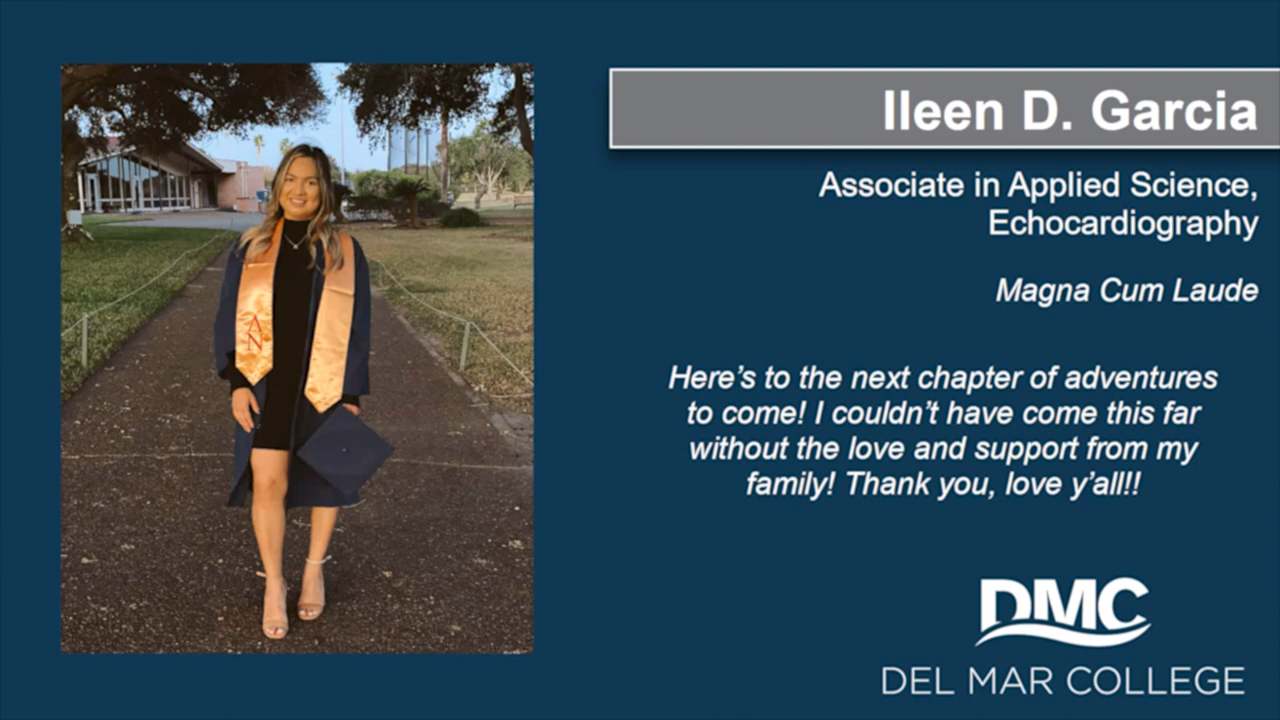 Ileen D. Garcia
Associate in Applied Science,
Echocardiography
Magna Cum Laude
Here's to the next chapter of adventures
to come! I couldn't have come this far
without the love and support from my
family! Thank you, love y'all!!
ΛN
DMC
DEL MAR COLLEGE